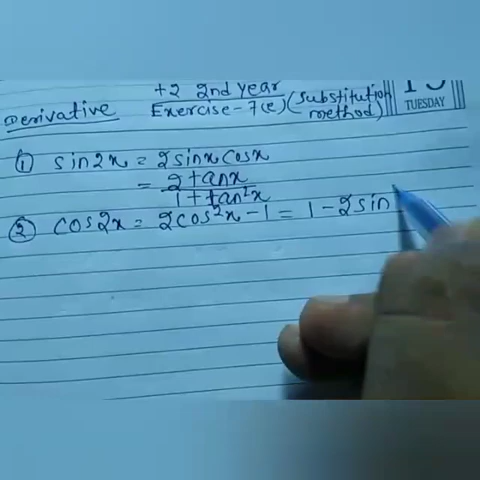 +2 2nd year
Derivative Exercise-7(e)(substitution method)
TUESDAY
① sin2x = 2sinx cosx
= 2tanx / 1+tan²x
② cos2x = 2cos²x - 1 = 1 - 2sin